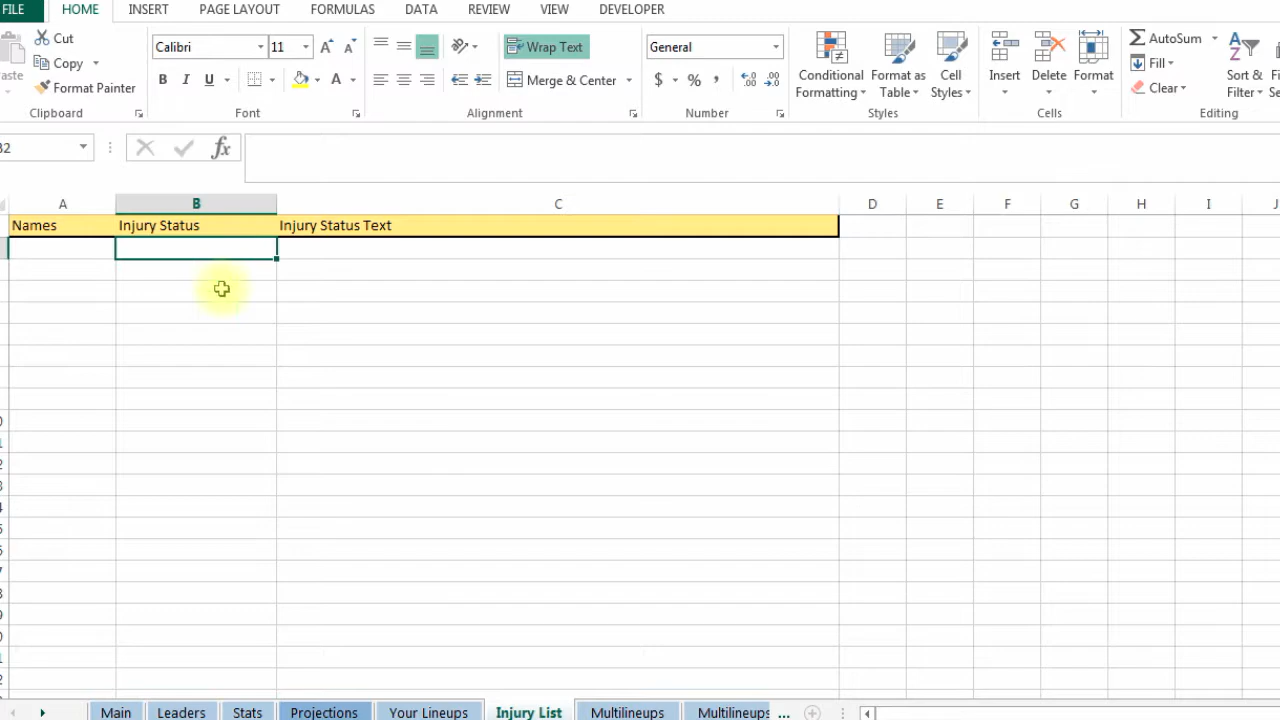 FILE HOME INSERT PAGE LAYOUT FORMULAS DATA REVIEW VIEW DEVELOPER
Cut
Copy
Format Painter
Clipboard
Calibri 11
B I U A
Font
Wrap Text
Merge & Center
Alignment
General
$ % ,
Number
Conditional Formatting
Format as Table
Cell Styles
Styles
Insert Delete Format
Cells
AutoSum
Fill
Clear
Sort & Filter
Editing
fx
A B C D E F G H I J
Names Injury Status Injury Status Text
Main Leaders Stats Projections Your Lineups Injury List Multilineups Multilineups ...